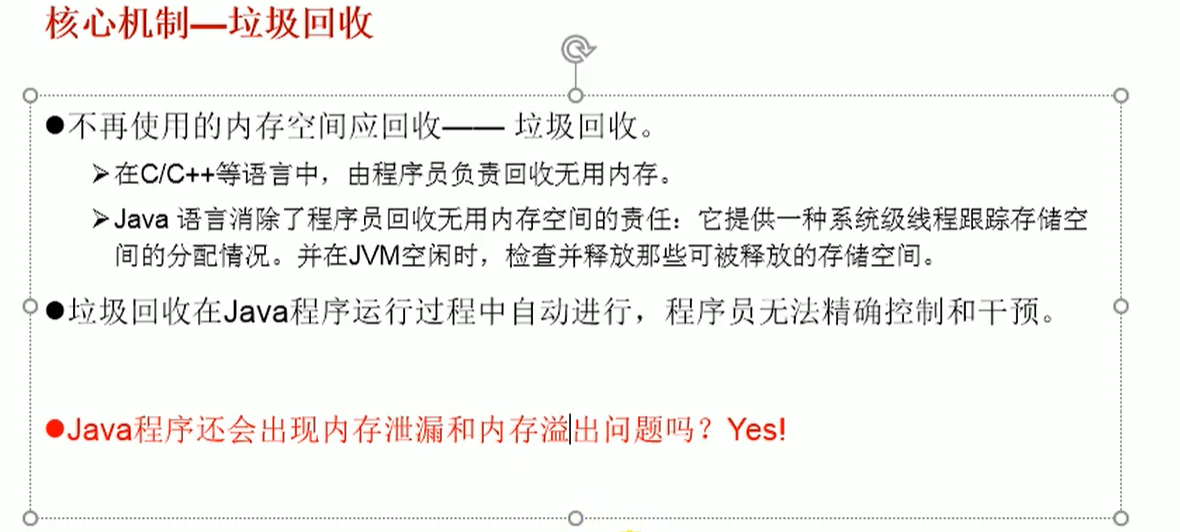 核心机制—垃圾回收
●不再使用的内存空间应回收—— 垃圾回收。
➢在C/C++等语言中，由程序员负责回收无用内存。
➢Java 语言消除了程序员回收无用内存空间的责任：它提供一种系统级线程跟踪存储空
间的分配情况。并在JVM空闲时，检查并释放那些可被释放的存储空间。
●垃圾回收在Java程序运行过程中自动进行，程序员无法精确控制和干预。
●Java程序还会出现内存泄漏和内存溢出问题吗？Yes!